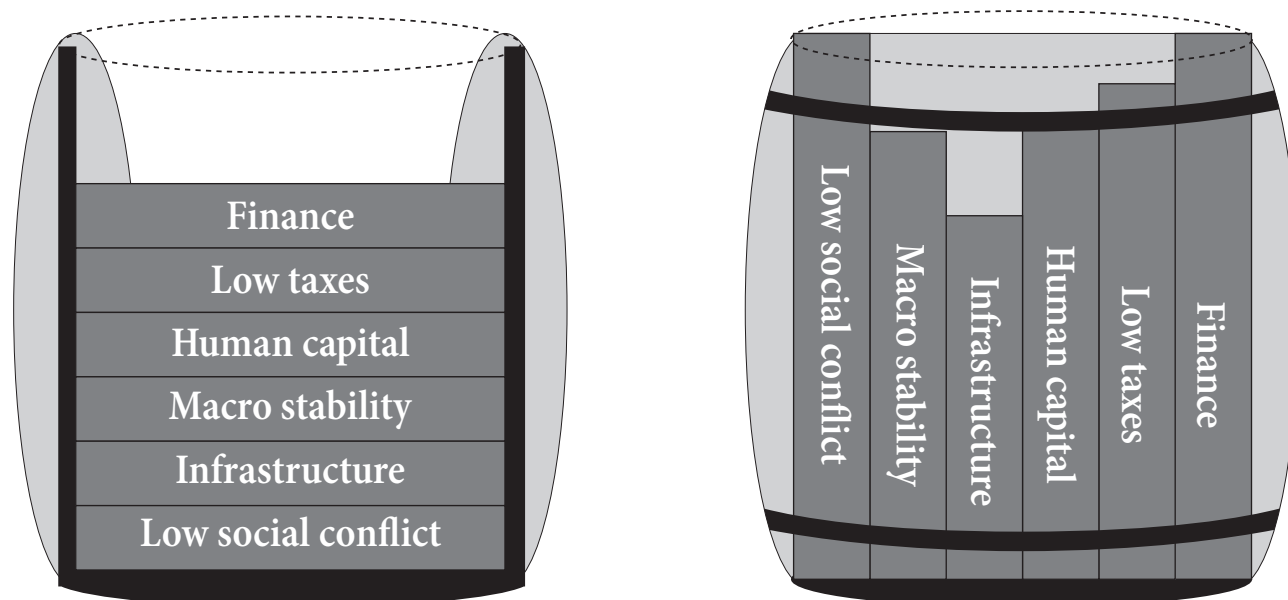 Finance
Low taxes
Human capital
Macro stability
Infrastructure
Low social conflict
Low social conflict
Macro stability
Infrastructure
Human capital
Low taxes
Finance